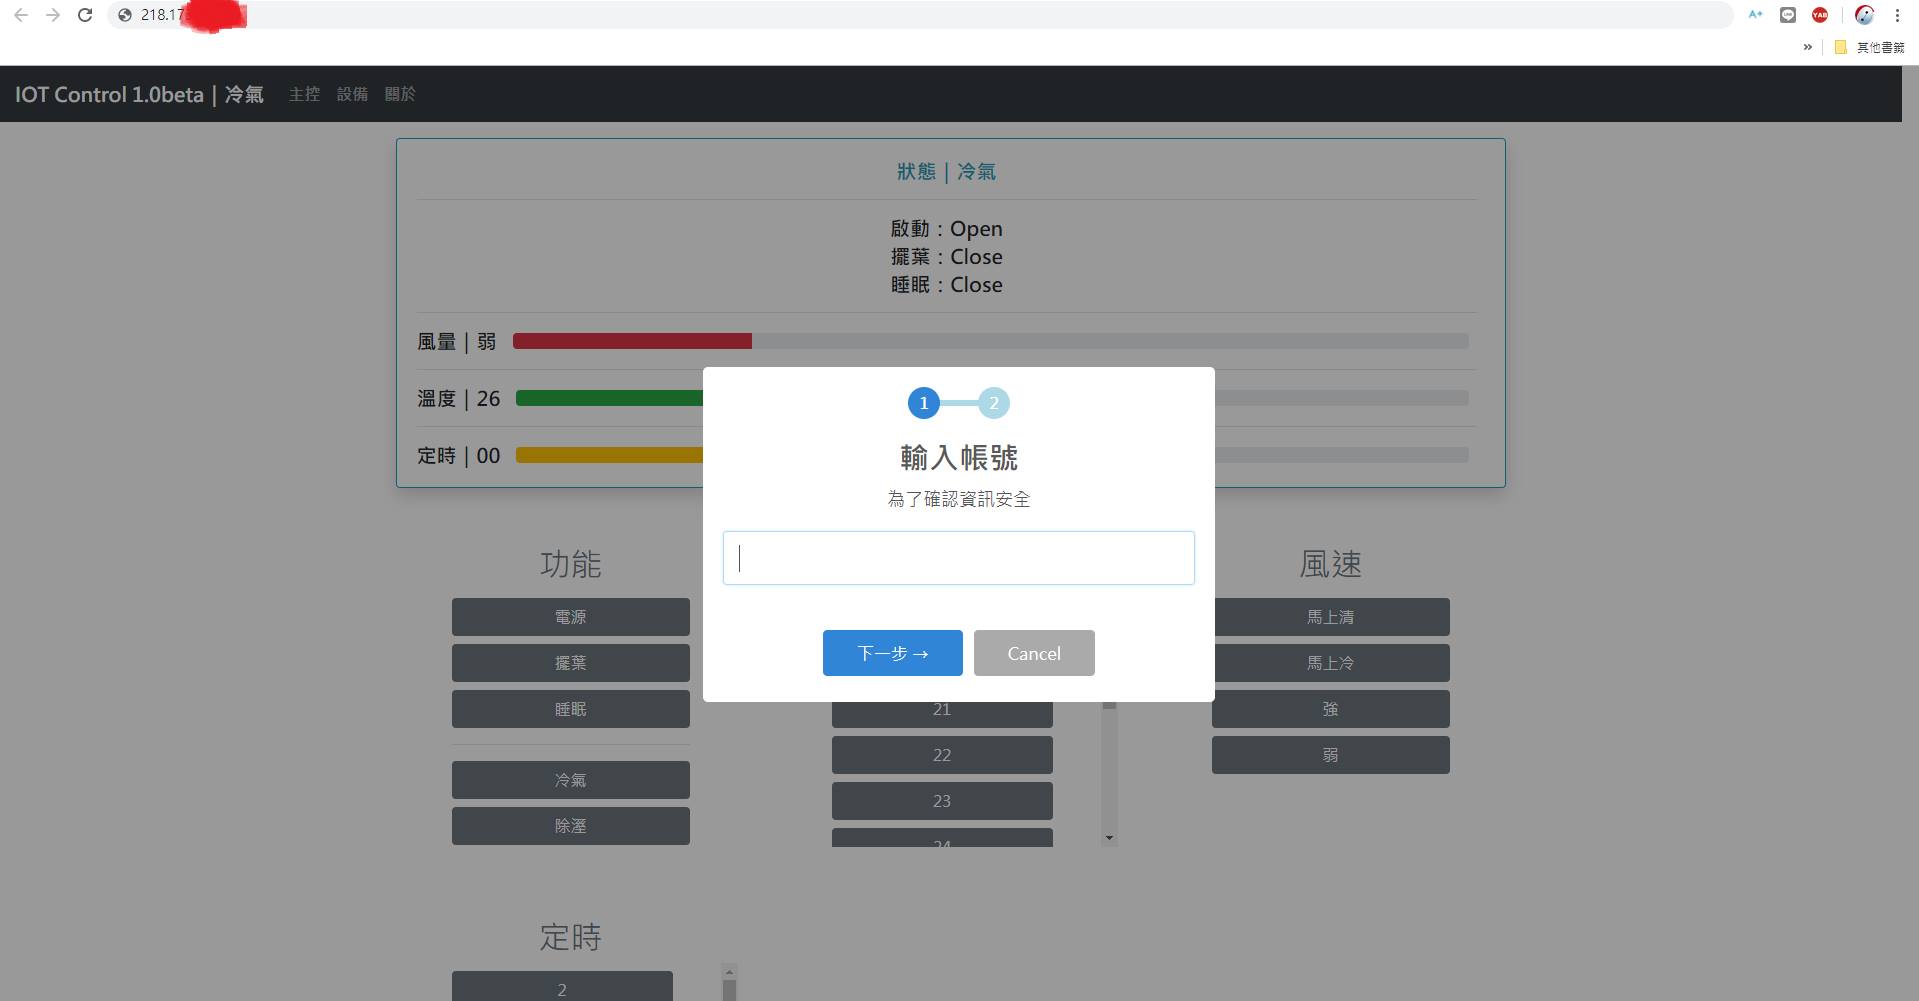 218.173
A+
LINE
YAB
»
其他書籤
IOT Control 1.0beta | 冷氣
主控
設備
關於
狀態 | 冷氣
啟動：Open
擺葉：Close
睡眠：Close
風量 | 弱
溫度 | 26
定時 | 00
1
2
輸入帳號
為了確認資訊安全
下一步 →
Cancel
功能
電源
擺葉
睡眠
冷氣
除溼
21
22
23
24
風速
馬上清
馬上冷
強
弱
定時
2